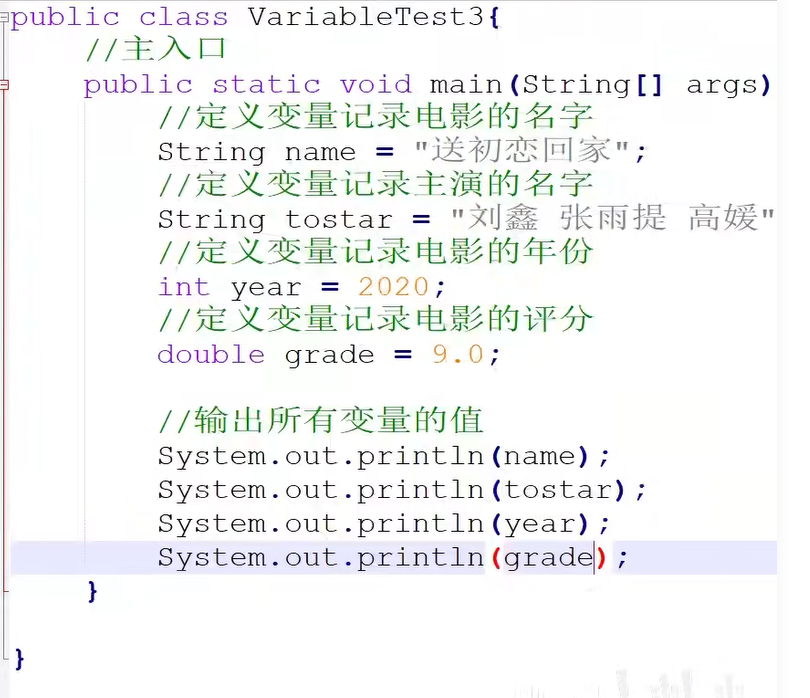 public class VariableTest3{
//主入口
public static void main(String[] args)
//定义变量记录电影的名字
String name = "送初恋回家";
//定义变量记录主演的名字
String tostar = "刘鑫 张雨提 高媛"
//定义变量记录电影的年份
int year = 2020;
//定义变量记录电影的评分
double grade = 9.0;
//输出所有变量的值
System.out.println(name);
System.out.println(tostar);
System.out.println(year);
System.out.println(grade);
}
}